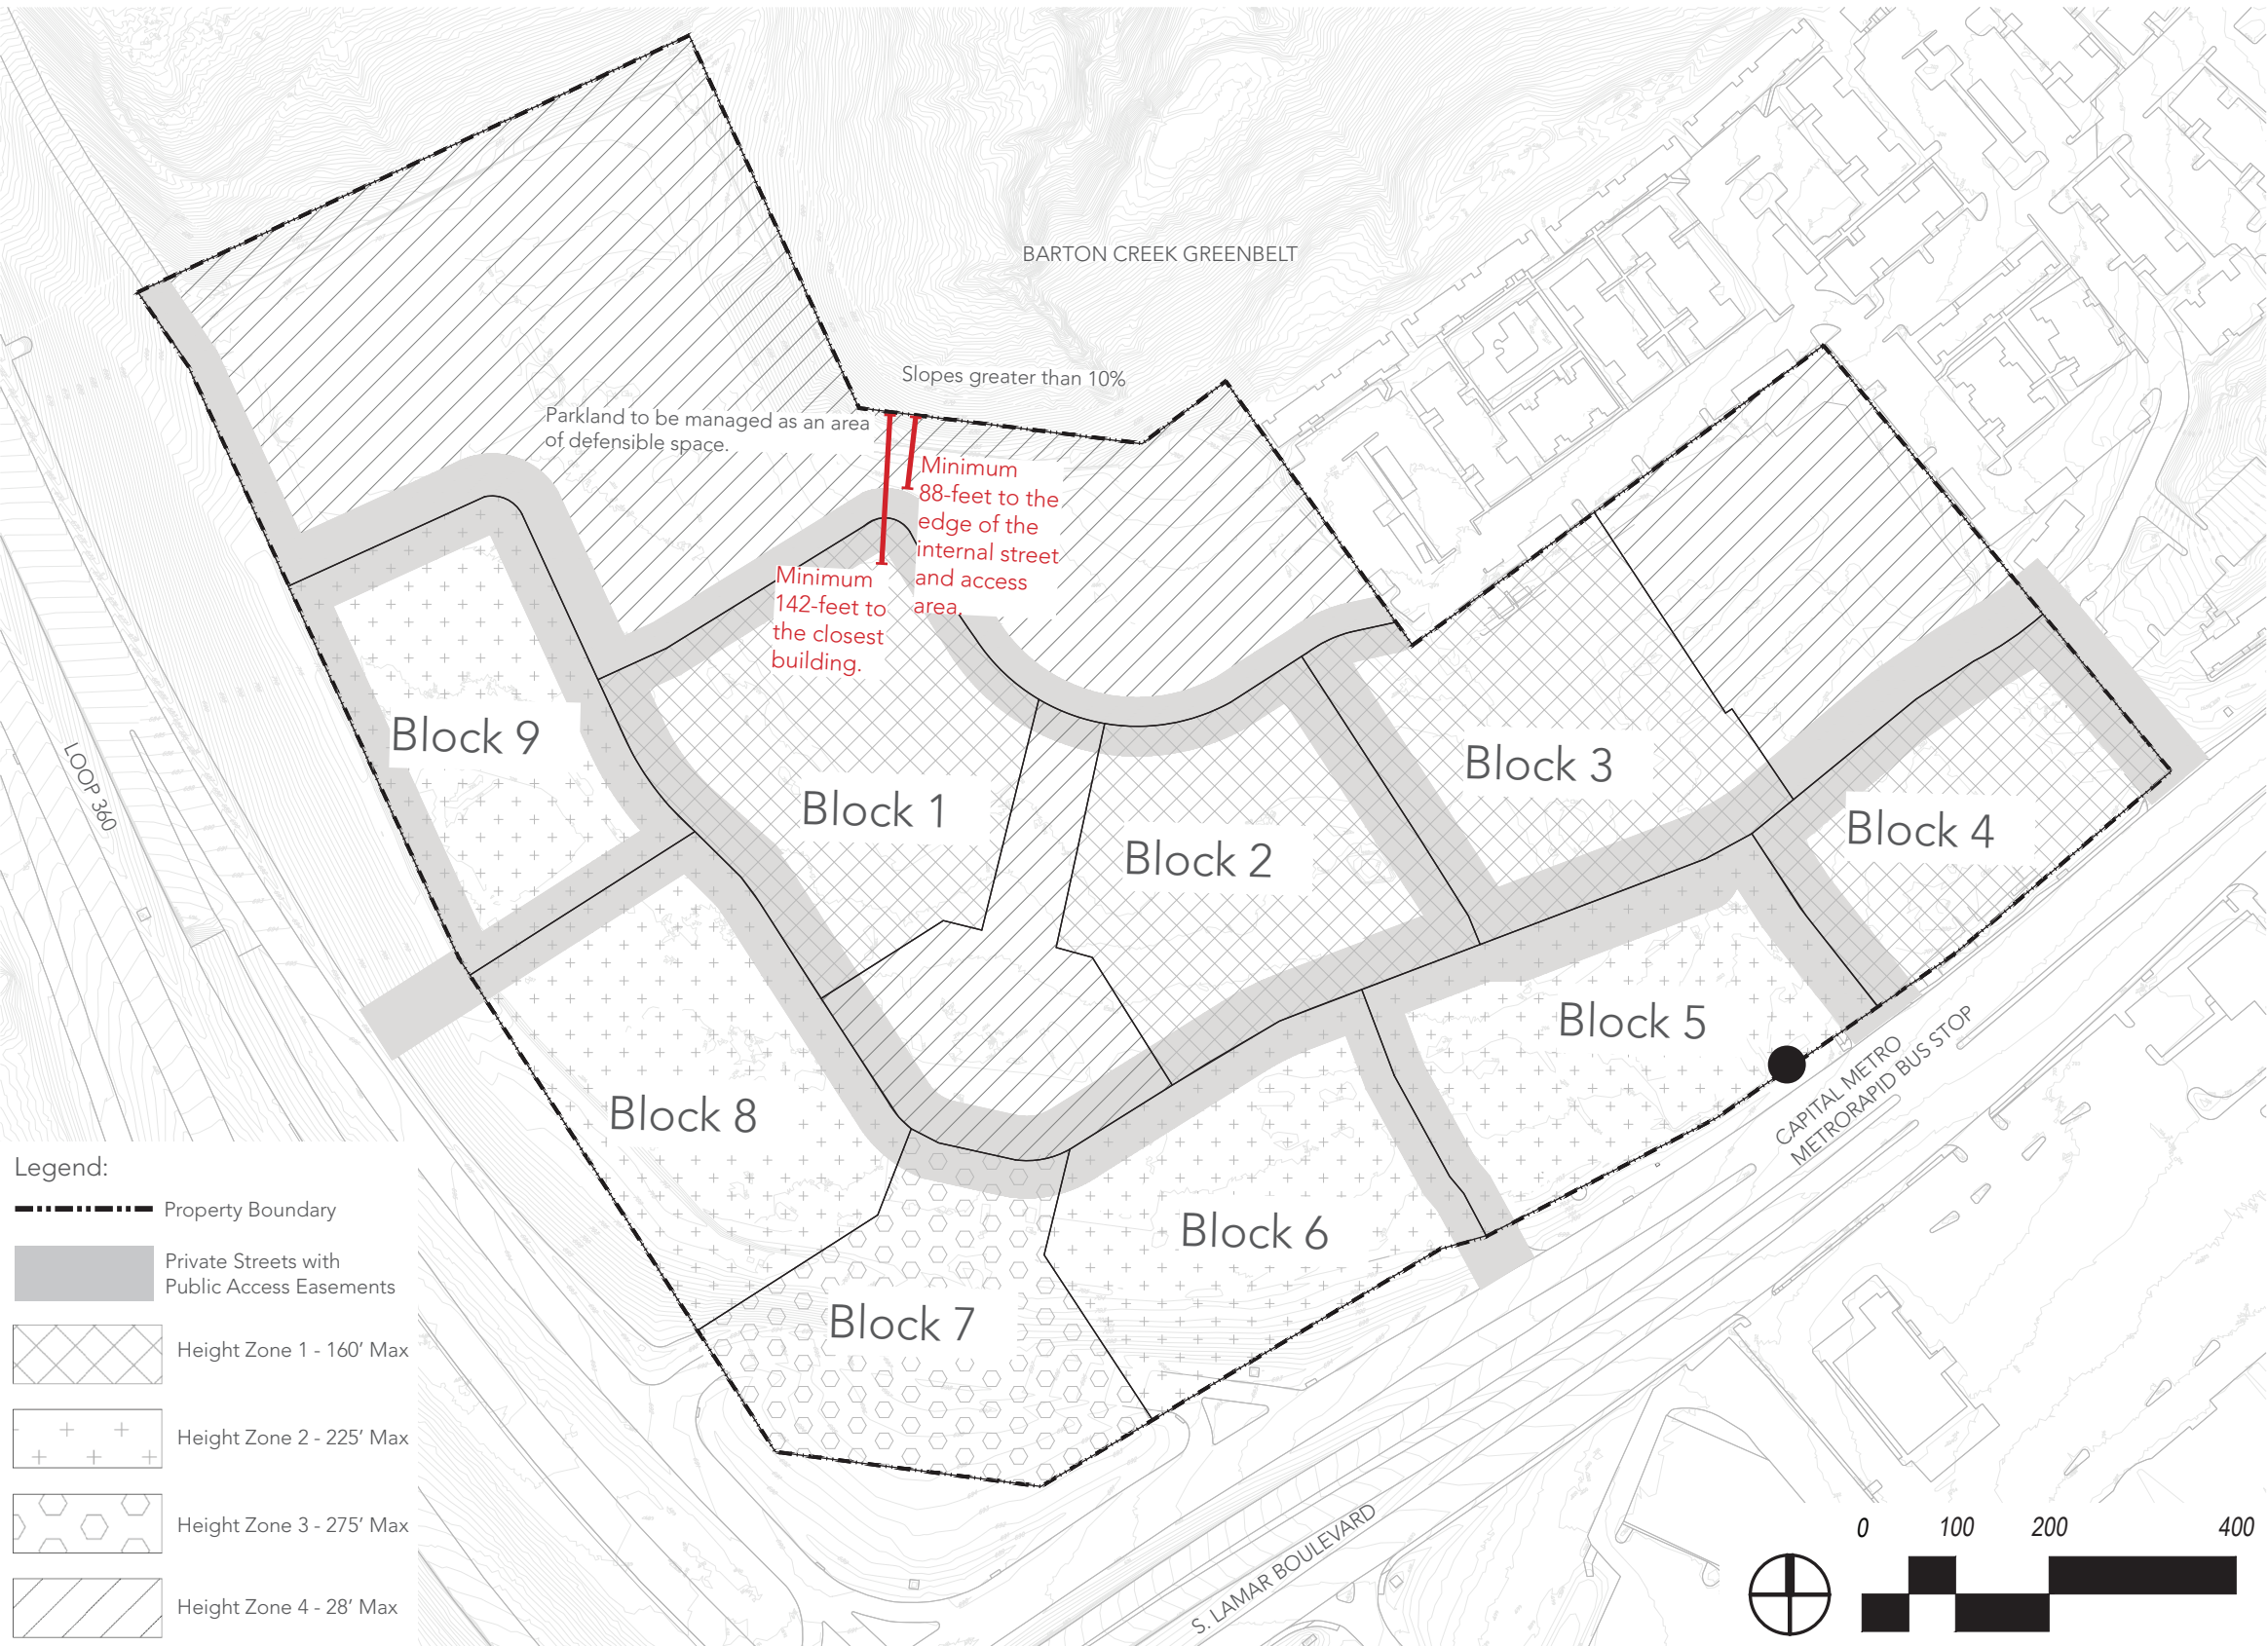 BARTON CREEK GREENBELT
Slopes greater than 10%
Parkland to be managed as an area
of defensible space.
Minimum
88-feet to the
edge of the
internal street
and access
area.
Minimum
142-feet to
the closest
building.
Block 9
Block 1
Block 2
Block 3
Block 4
Block 5
Block 8
Block 6
Block 7
LOOP 360
CAPITAL METRO
METRORAPID BUS STOP
S. LAMAR BOULEVARD
Legend:
Property Boundary
Private Streets with
Public Access Easements
Height Zone 1 - 160' Max
Height Zone 2 - 225' Max
Height Zone 3 - 275' Max
Height Zone 4 - 28' Max
0 100 200 400